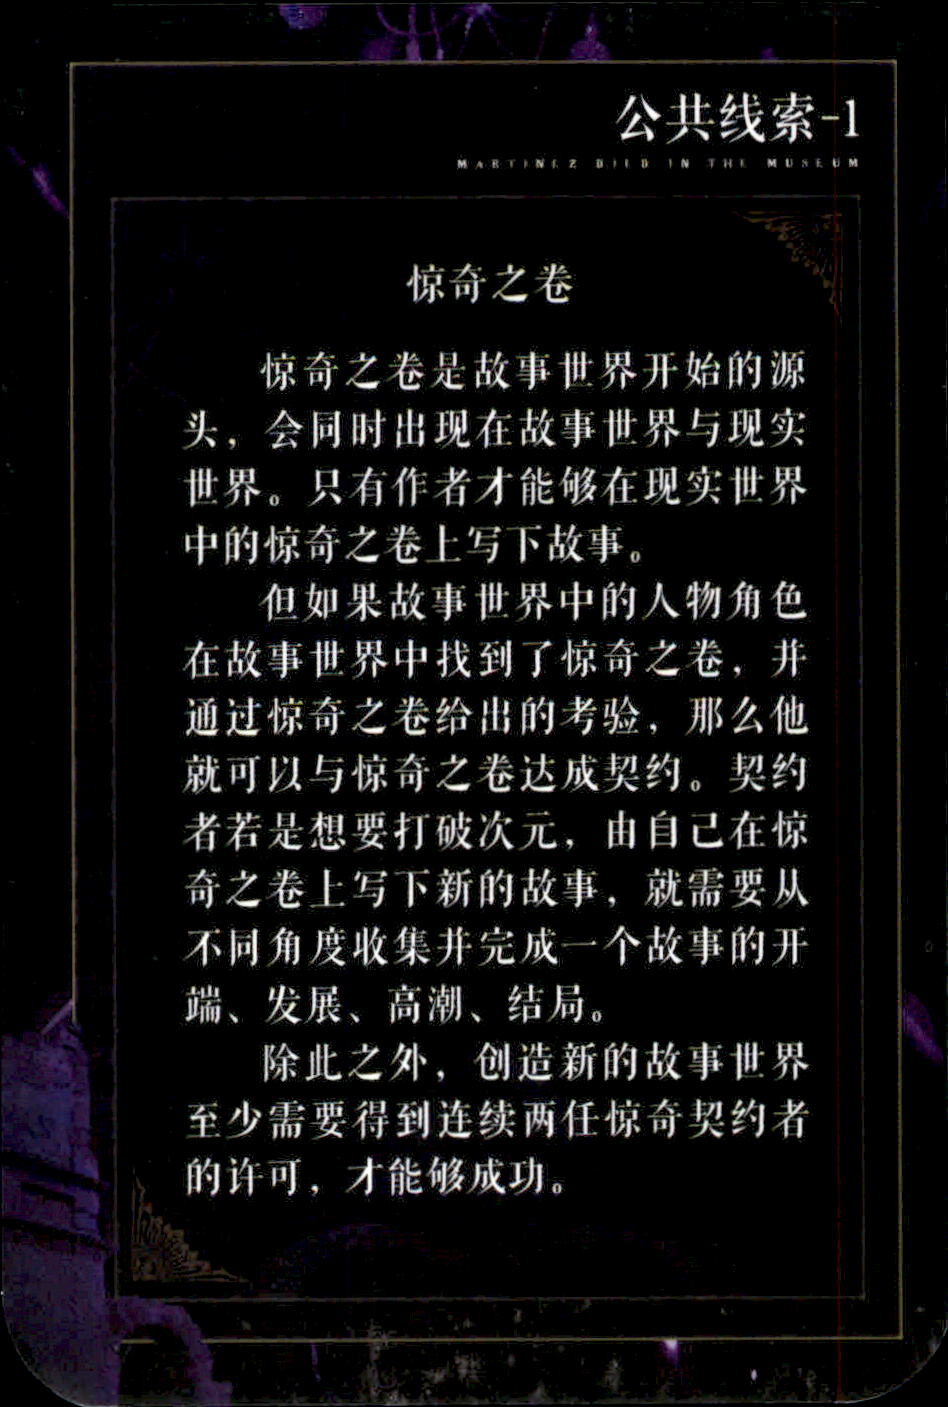 公共线索-1
MARTINEZ DIED IN THE MUSEUM
惊奇之卷
惊奇之卷是故事世界开始的源
头，会同时出现在故事世界与现实
世界。只有作者才能够在现实世界
中的惊奇之卷上写下故事。
但如果故事世界中的人物角色
在故事世界中找到了惊奇之卷，并
通过惊奇之卷给出的考验，那么他
就可以与惊奇之卷达成契约。契约
者若是想要打破次元，由自己在惊
奇之卷上写下新的故事，就需要从
不同角度收集并完成一个故事的开
端、发展、高潮、结局。
除此之外，创造新的故事世界
至少需要得到连续两任惊奇契约者
的许可，才能够成功。